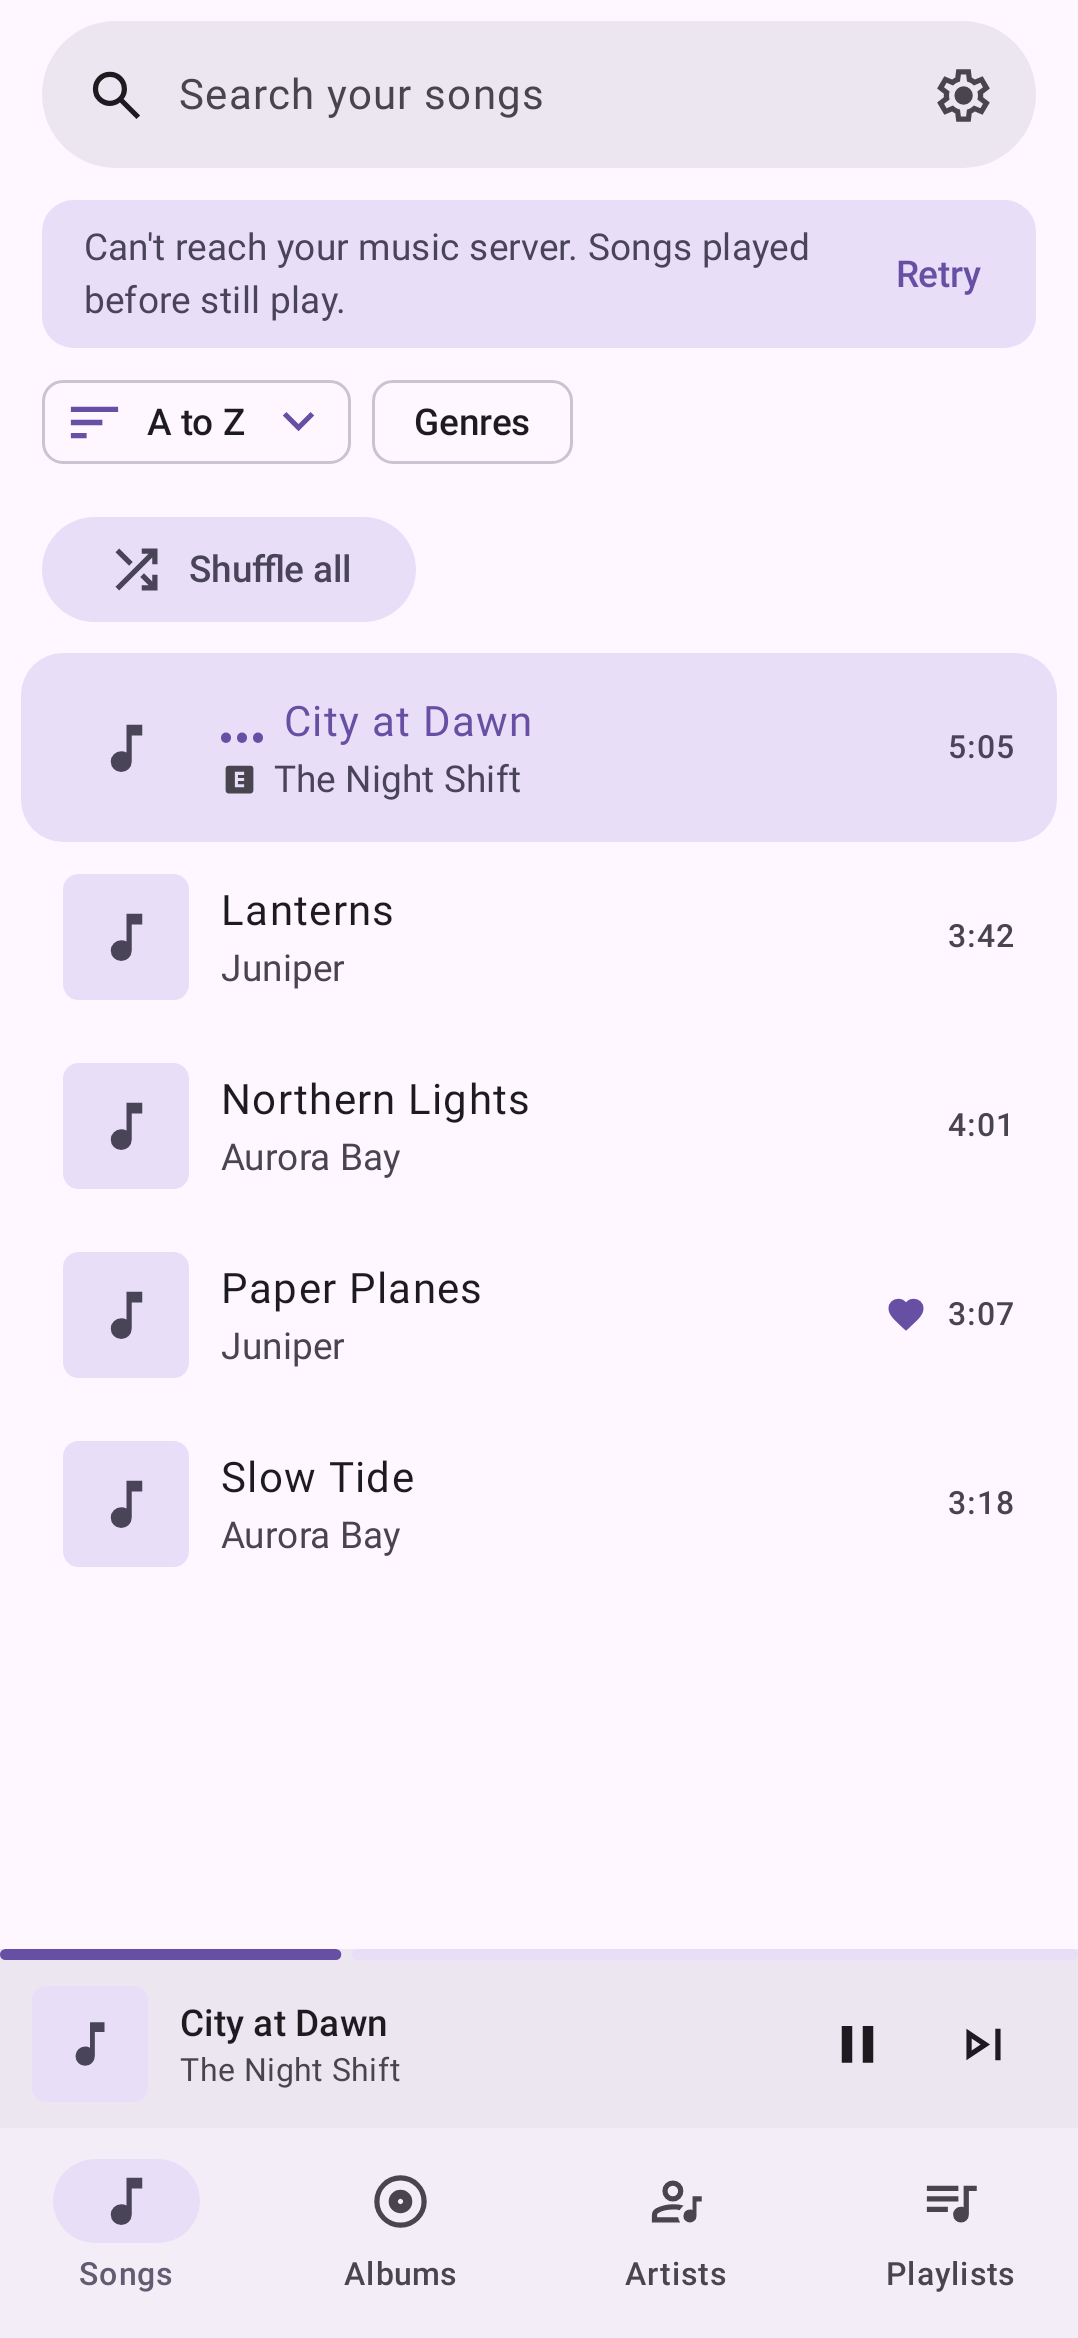 Search your songs
Can't reach your music server. Songs played
before still play.
Retry
A to Z
Genres
Shuffle all
City at Dawn
E The Night Shift
5:05
Lanterns
Juniper
3:42
Northern Lights
Aurora Bay
4:01
Paper Planes
Juniper
3:07
Slow Tide
Aurora Bay
3:18
City at Dawn
The Night Shift
Songs
Albums
Artists
Playlists